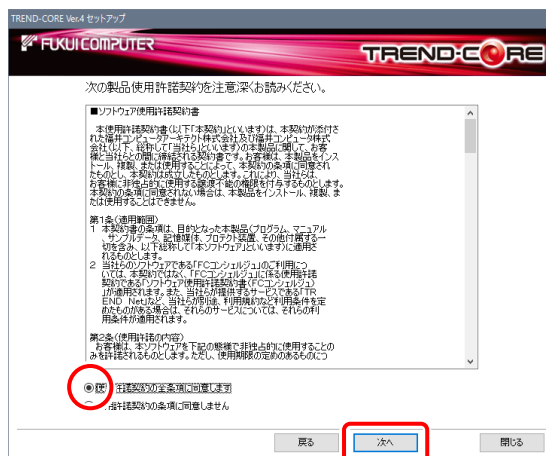 TREND-CORE Ver.4 セットアップ
FUKUI COMPUTER
TREND-CORE
次の製品使用許諾契約を注意深くお読みください。
■ソフトウェア使用許諾契約書
本使用許諾契約書(以下「本契約」といいます)は、本契約が添付さ
れた福井コンピュータアーキテクト株式会社及び福井コンピュータ株式
会社(以下、総称して「当社ら」といいます)の本製品に関して、お客
様と当社らとの間に締結される契約書です。お客様は、本製品をインス
トール、複製、または使用することによって、本契約の条項に同意され
たものとし、本契約は成立したものとします。これにより、当社らは、
お客様に非独占的に使用する譲渡不能の権限を付与するものとします。
本契約の条項に同意されない場合は、本製品をインストール、複製、ま
たは使用することはできません。
第1条(適用範囲)
1 本契約書の条項は、目的となった本製品(プログラム、マニュアル
、サンプルデータ、記憶媒体、プロテクト装置、その他付属する一
切を含み、以下総称して「本ソフトウェア」といいます)に適用さ
れるものとします。
2 当社らのソフトウェアである「FCコンシェルジュ」のご利用につ
いては、本契約ではなく、「FCコンシェルジュ」に係る使用許諾
契約である「ソフトウェア使用許諾契約書(FCコンシェルジュ)
」が適用されます。また、当社らが提供するサービスである「TR
END Net」など、当社らが別途、利用規約など利用条件を定
めたものがある場合は、それらのサービスについては、それらの利
用条件が適用されます。
第2条(使用許諾の内容)
お客様は、本ソフトウェアを下記の態様で非独占的に使用することの
みを許諾されるものとします。ただし、使用期限の定めのあるものにつ
使 許諾契約の全条項に同意します
許諾契約の条項に同意しません
戻る
次へ
閉じる